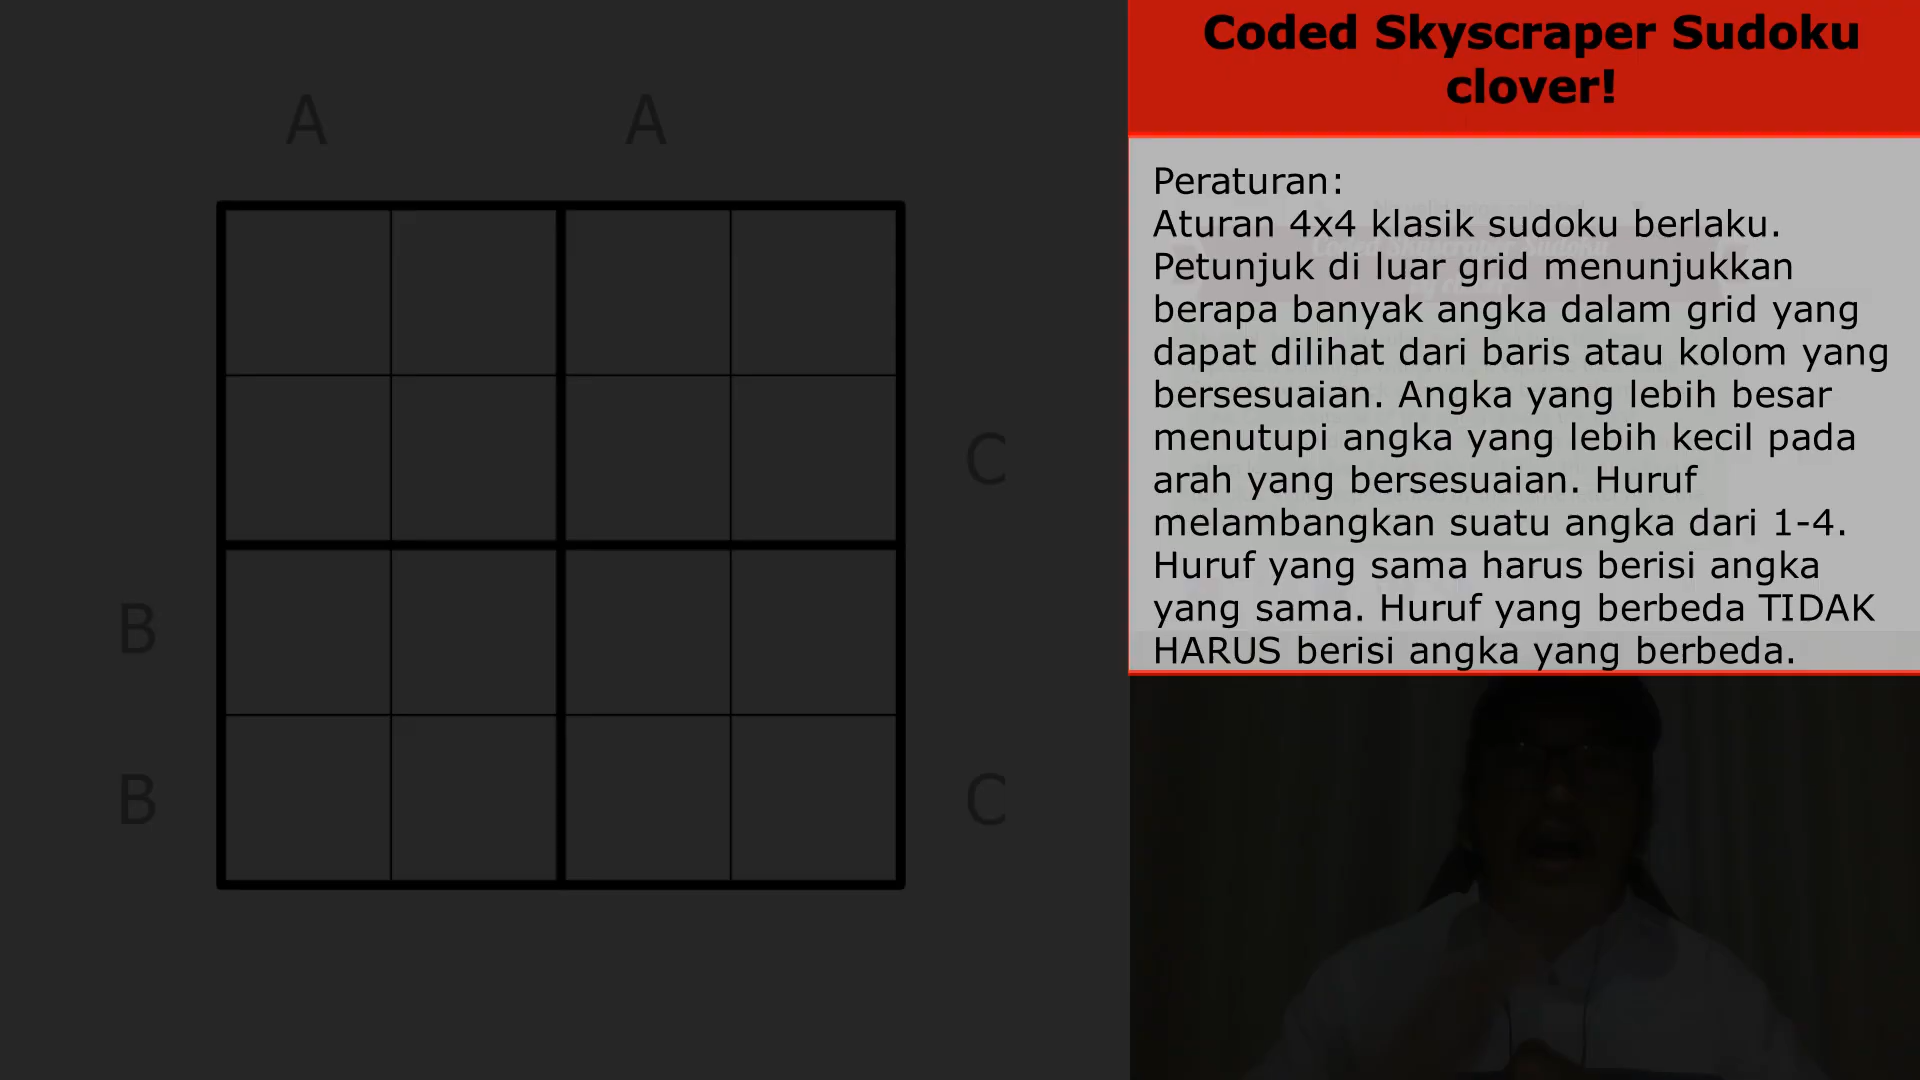 Coded Skyscraper Sudoku
clover!
Peraturan:
Aturan 4x4 klasik sudoku berlaku.
Petunjuk di luar grid menunjukkan
berapa banyak angka dalam grid yang
dapat dilihat dari baris atau kolom yang
bersesuaian. Angka yang lebih besar
menutupi angka yang lebih kecil pada
arah yang bersesuaian. Huruf
melambangkan suatu angka dari 1-4.
Huruf yang sama harus berisi angka
yang sama. Huruf yang berbeda TIDAK
HARUS berisi angka yang berbeda.
A A
C
B
B C